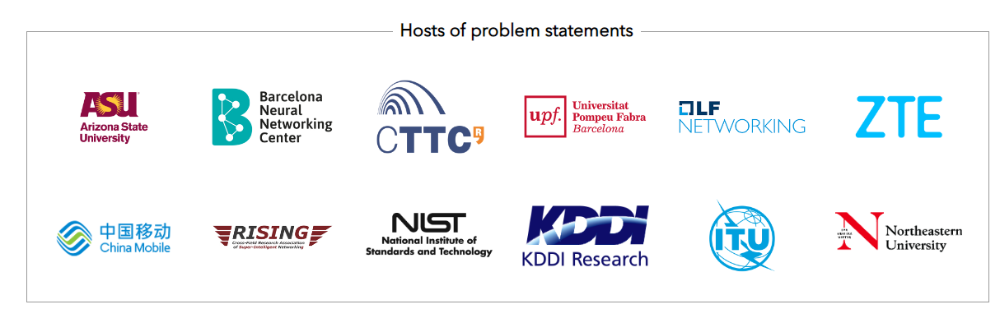 Hosts of problem statements
ASU
Arizona State
University
Barcelona
Neural
Networking
Center
CTTC
R
upf.
Universitat
Pompeu Fabra
Barcelona
LF
NETWORKING
ZTE
中国移动
China Mobile
RISING
Cross-Field Research Association
of Super-Intelligent Networking
NIST
National Institute of
Standards and Technology
KDDI
KDDI Research
ITU
N
Northeastern
University